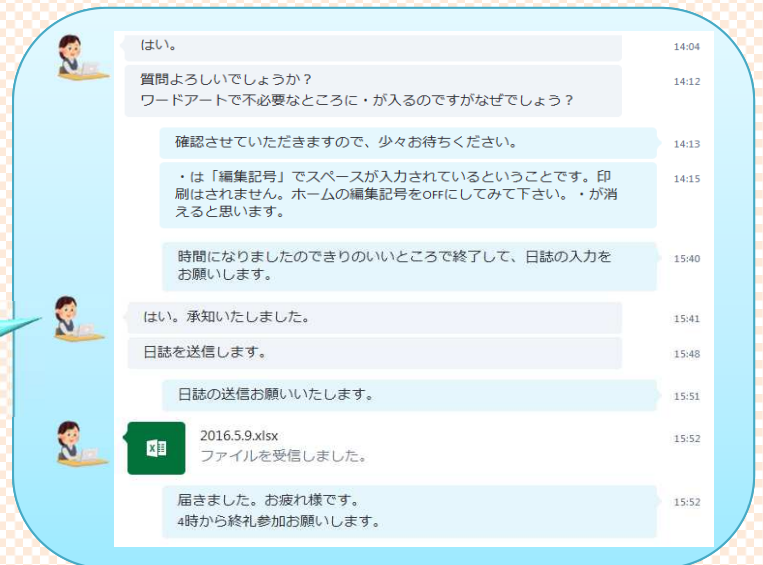 はい。
14:04
質問よろしいでしょうか？
ワードアートで不必要なところに・が入るのですがなぜでしょう？
14:12
確認させていただきますので、少々お待ちください。
14:13
・は「編集記号」でスペースが入力されているということです。印
刷はされません。ホームの編集記号をOFFにしてみて下さい。・が消
えると思います。
14:15
時間になりましたのできりのいいところで終了して、日誌の入力を
お願いします。
15:40
はい。承知いたしました。
15:41
日誌を送信します。
15:48
日誌の送信お願いいたします。
15:51
2016.5.9.xlsx
ファイルを受信しました。
15:52
届きました。お疲れ様です。
4時から終礼参加お願いします。
15:52